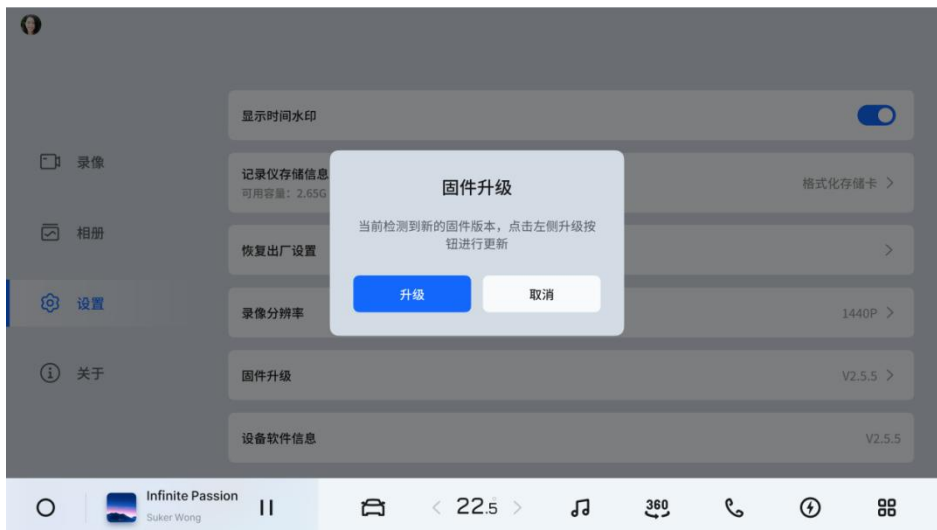 显示时间水印
录像
记录仪存储信息
可用容量：2.65G
格式化存储卡
固件升级
当前检测到新的固件版本，点击左侧升级按
钮进行更新
升级
取消
相册
恢复出厂设置
设置
录像分辨率
1440P
关于
固件升级
V2.5.5
设备软件信息
V2.5.5
Infinite Passion
Suker Wong
22.5
360